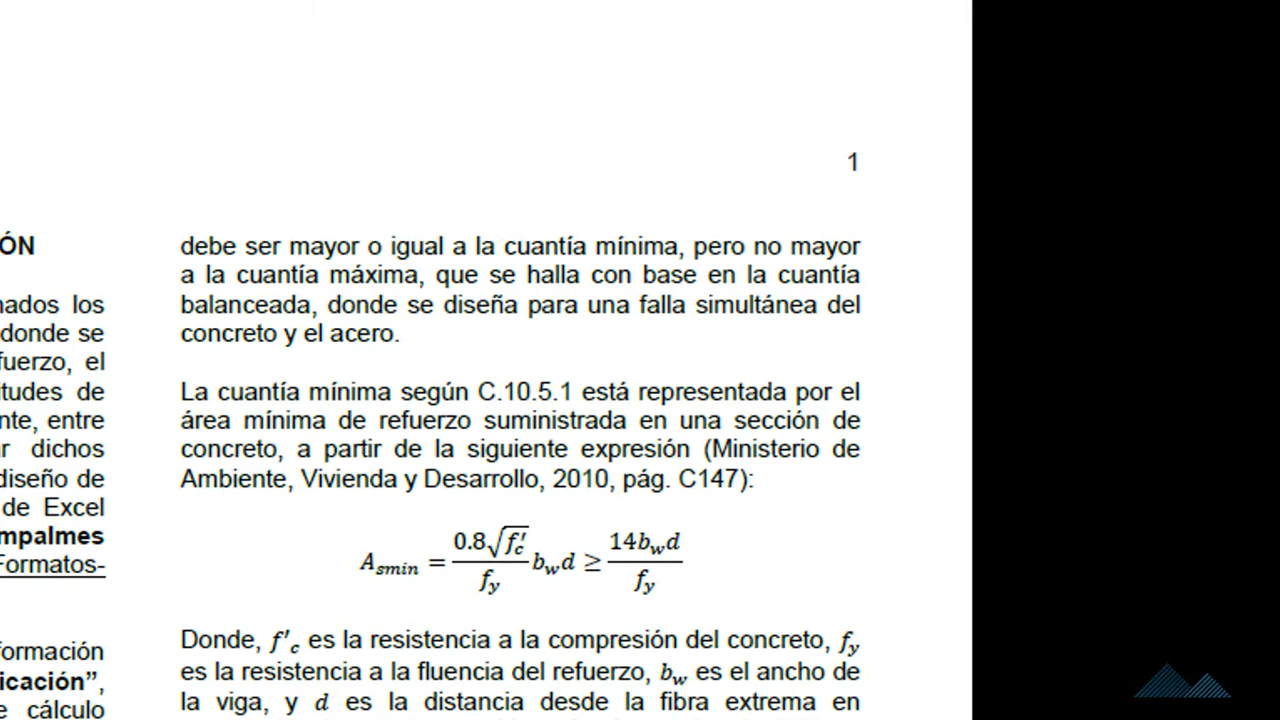 1
ÓN
nados los
donde se
fuerzo, el
itudes de
nte, entre
r dichos
diseño de
de Excel
mpalmes
Formatos-
formación
icación”,
e cálculo
debe ser mayor o igual a la cuantía mínima, pero no mayor
a la cuantía máxima, que se halla con base en la cuantía
balanceada, donde se diseña para una falla simultánea del
concreto y el acero.
La cuantía mínima según C.10.5.1 está representada por el
área mínima de refuerzo suministrada en una sección de
concreto, a partir de la siguiente expresión (Ministerio de
Ambiente, Vivienda y Desarrollo, 2010, pág. C147):
A_smin = 0.8√f'c / f_y b_w d ≥ 14b_w d / f_y
Donde, f'c es la resistencia a la compresión del concreto, f_y
es la resistencia a la fluencia del refuerzo, b_w es el ancho de
la viga, y d es la distancia desde la fibra extrema en